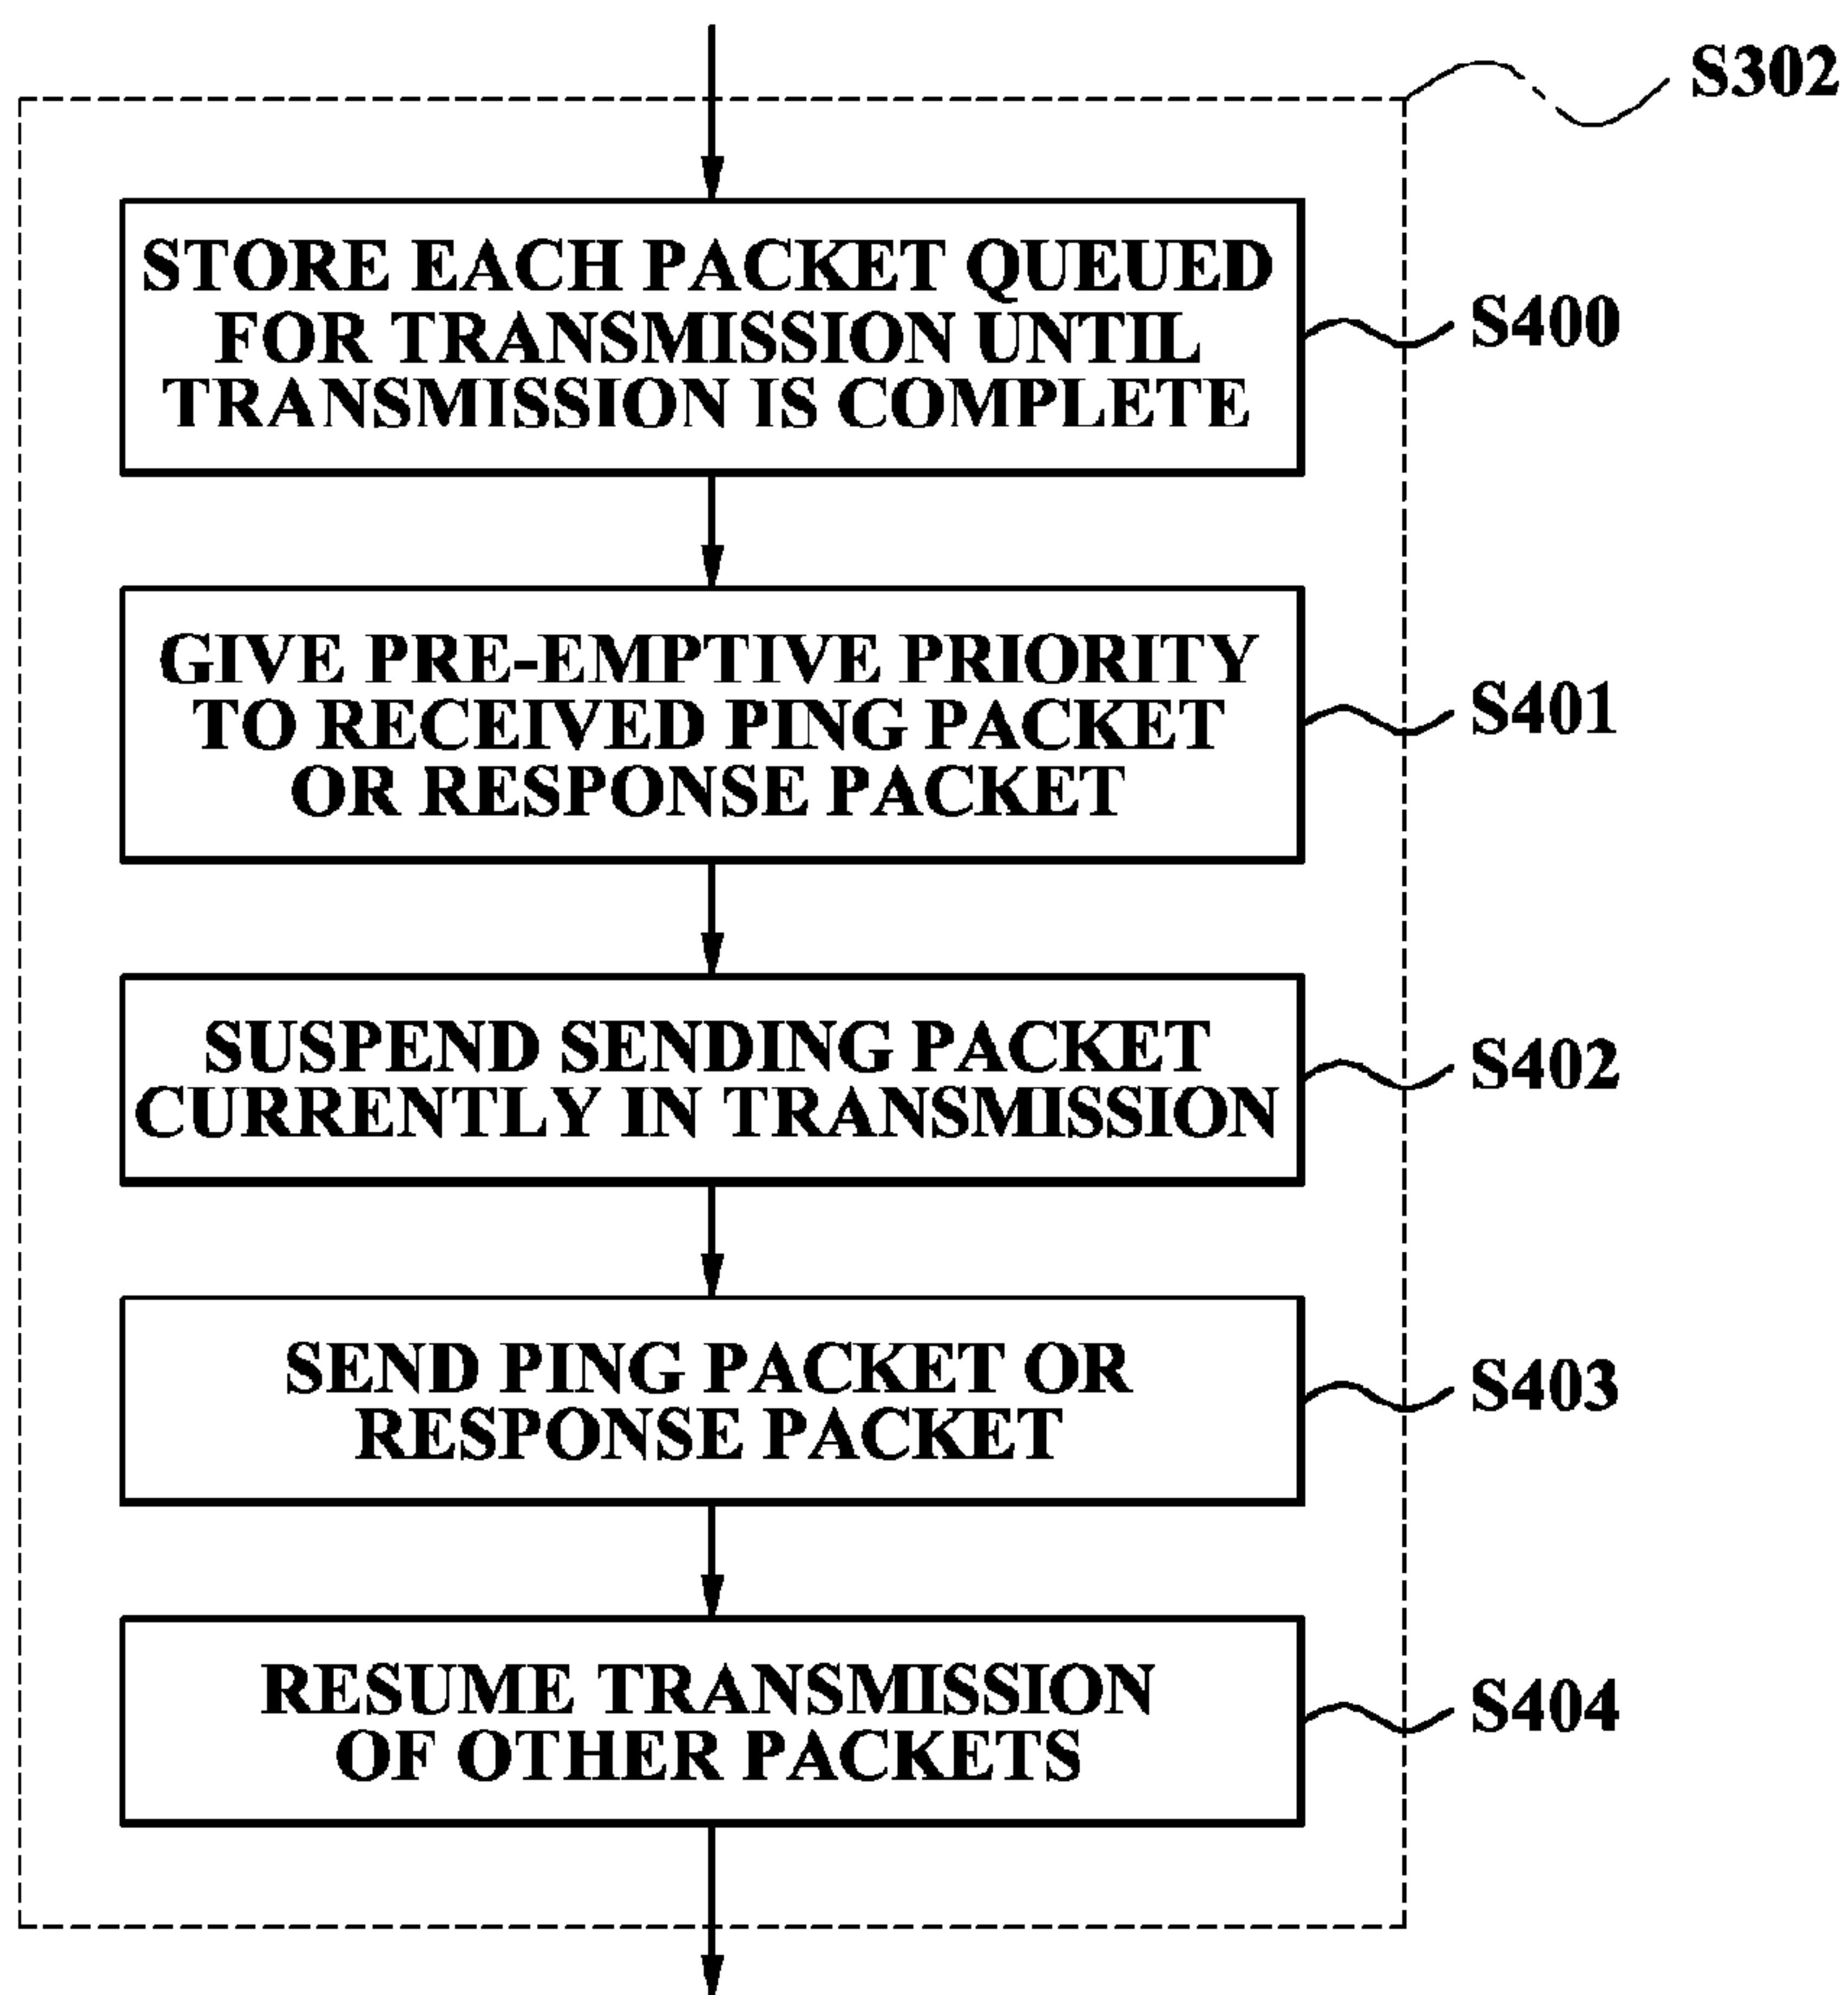 S302
STORE EACH PACKET QUEUED
FOR TRANSMISSION UNTIL
TRANSMISSION IS COMPLETE
S400
GIVE PRE-EMPTIVE PRIORITY
TO RECEIVED PING PACKET
OR RESPONSE PACKET
S401
SUSPEND SENDING PACKET
CURRENTLY IN TRANSMISSION
S402
SEND PING PACKET OR
RESPONSE PACKET
S403
RESUME TRANSMISSION
OF OTHER PACKETS
S404